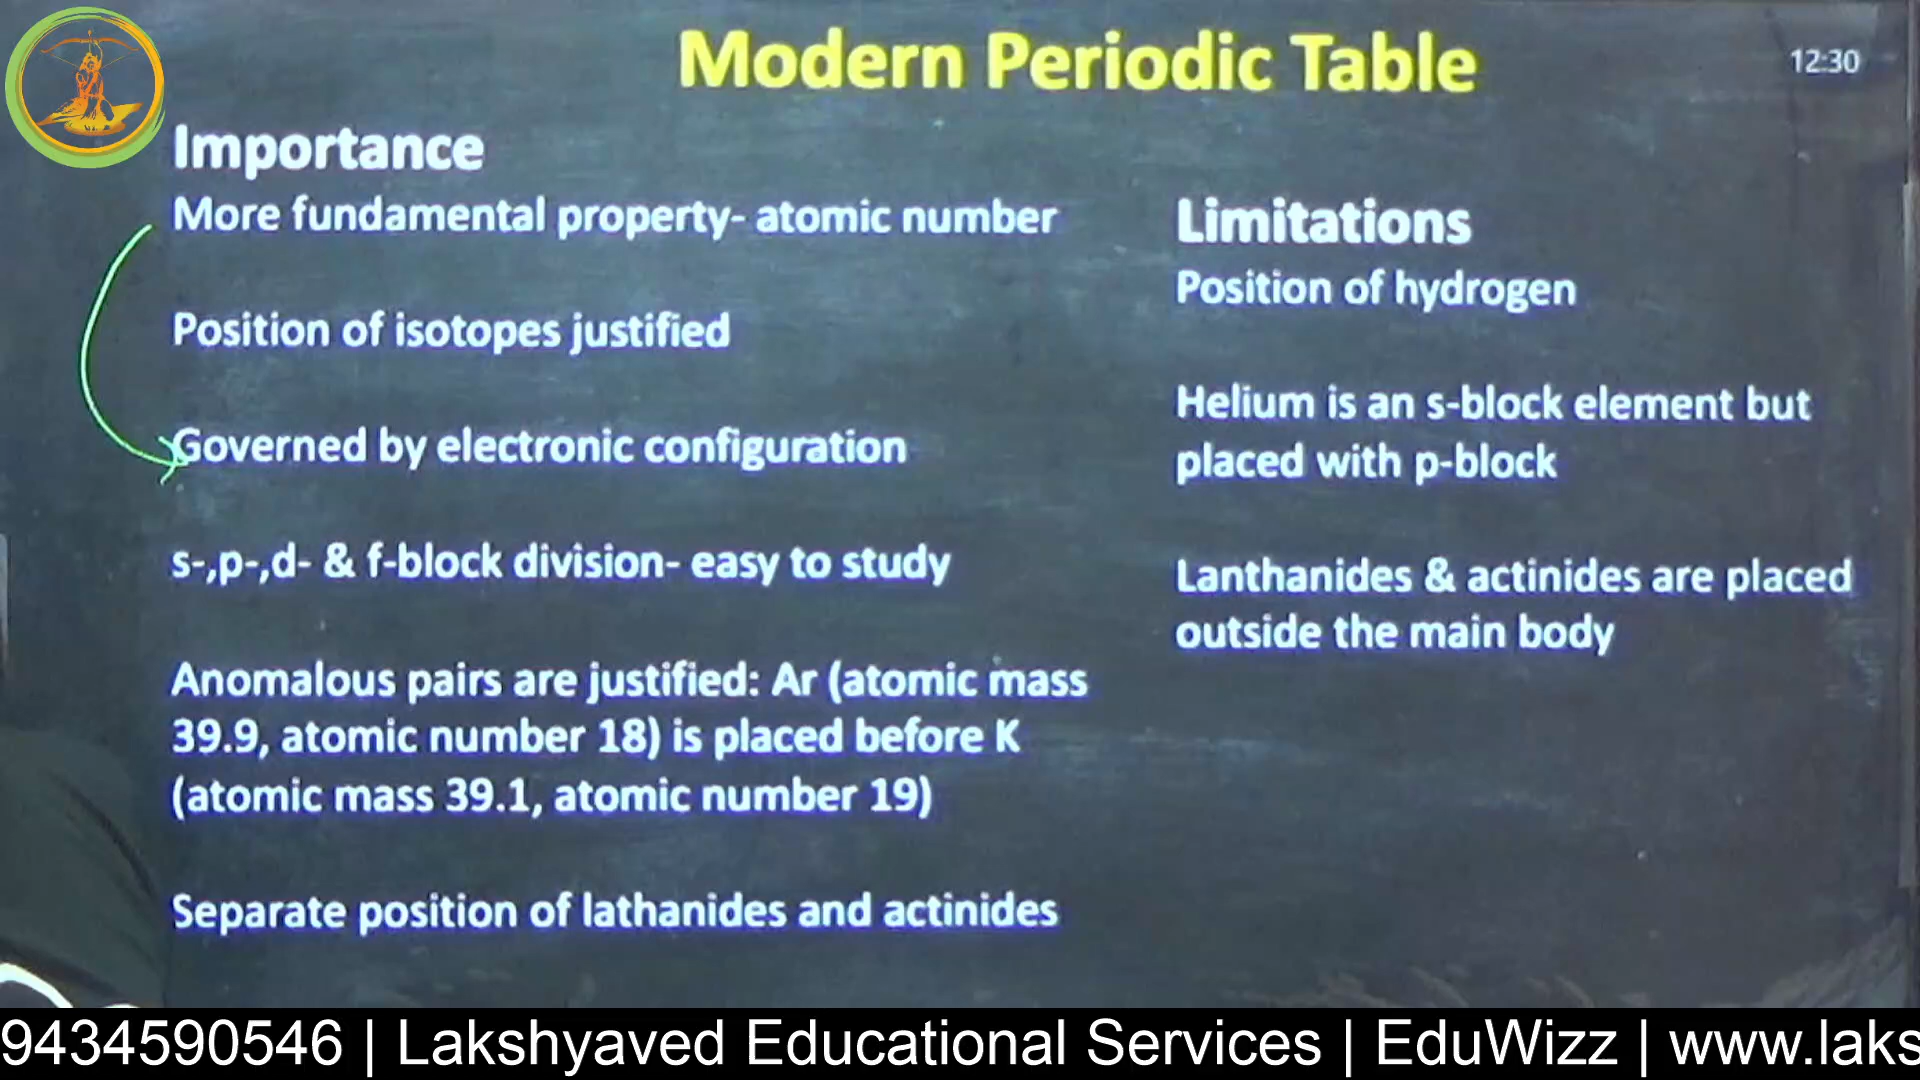 Modern Periodic Table
12:30
Importance
More fundamental property- atomic number
Position of isotopes justified
Governed by electronic configuration
s-,p-,d- & f-block division- easy to study
Anomalous pairs are justified: Ar (atomic mass
39.9, atomic number 18) is placed before K
(atomic mass 39.1, atomic number 19)
Separate position of lathanides and actinides
Limitations
Position of hydrogen
Helium is an s-block element but
placed with p-block
Lanthanides & actinides are placed
outside the main body
9434590546 | Lakshyaved Educational Services | EduWizz | www.laks